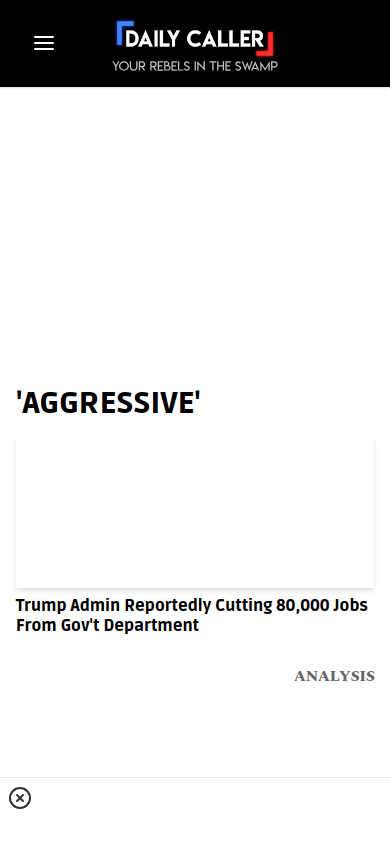 DAILY CALLER
YOUR REBELS IN THE SWAMP
'AGGRESSIVE'
Trump Admin Reportedly Cutting 80,000 Jobs
From Gov't Department
ANALYSIS